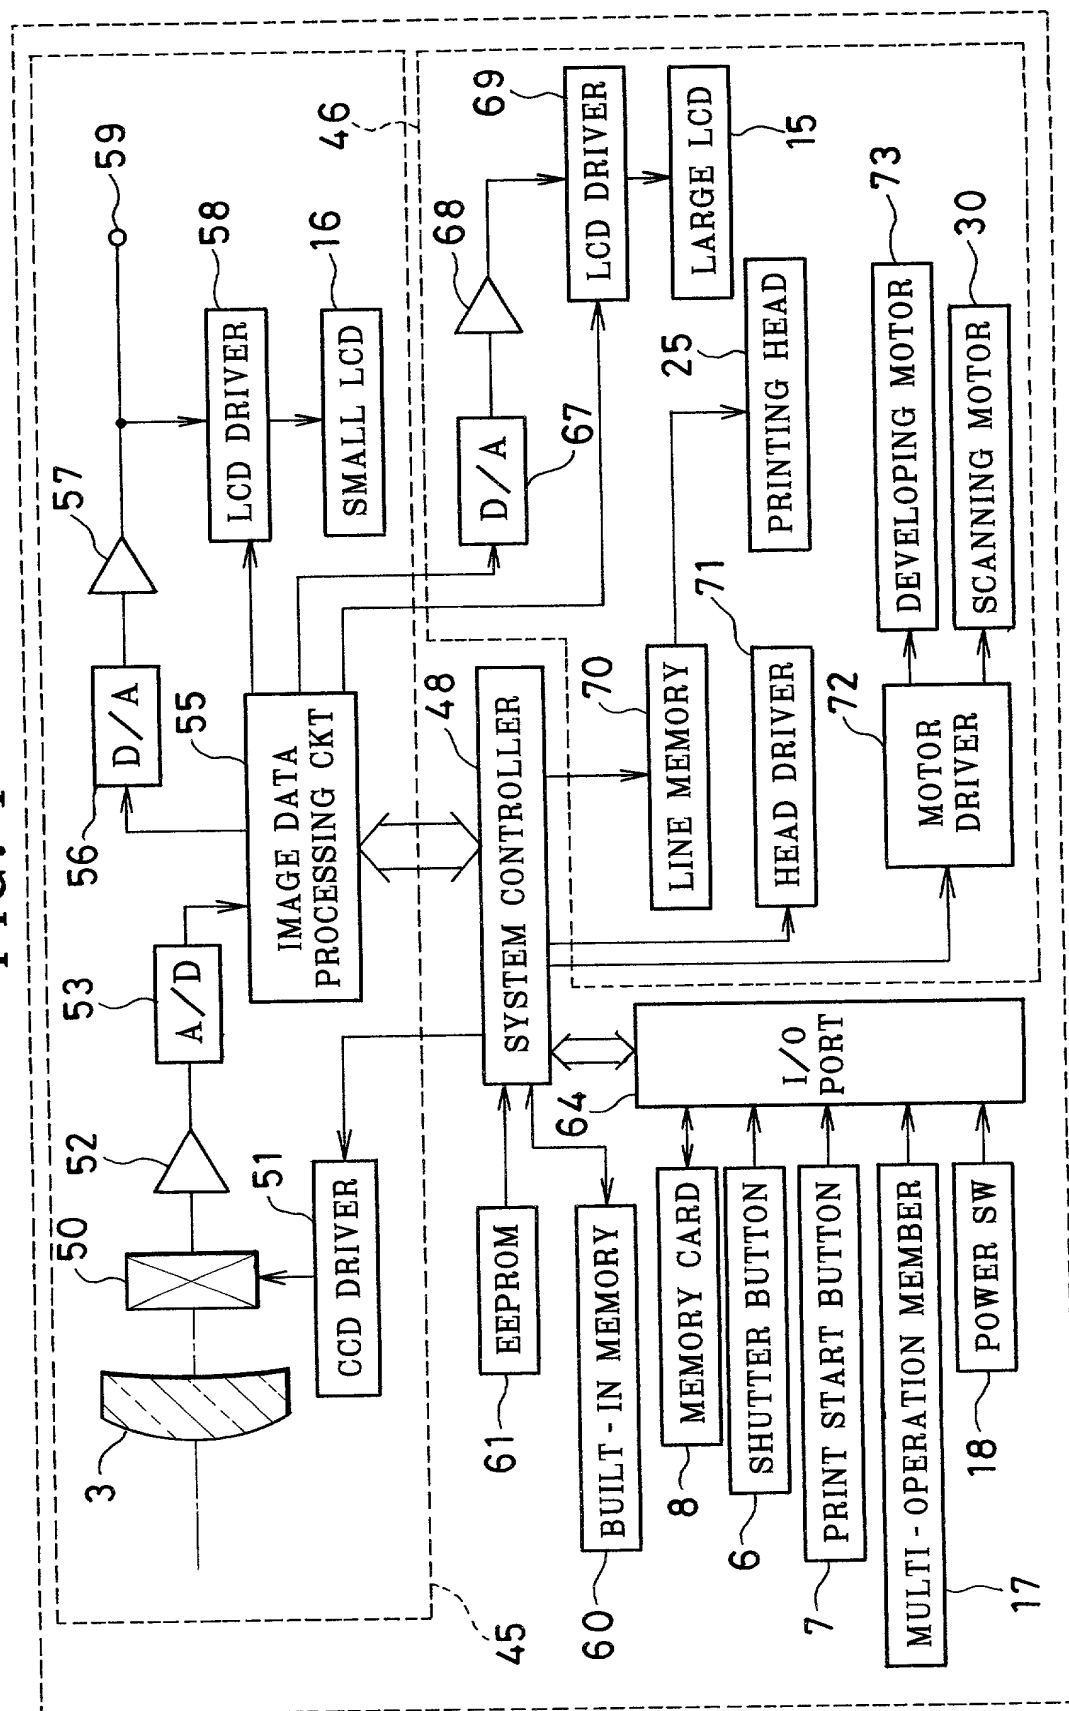 3
50
52
53
56
D/A
57
59
A/D
55
IMAGE DATA
PROCESSING CKT
58
LCD DRIVER
16
SMALL LCD
51
CCD DRIVER
45
46
48
SYSTEM CONTROLLER
61
EEPROM
60
BUILT-IN MEMORY
D/A
67
68
69
LCD DRIVER
LARGE LCD
15
70
LINE MEMORY
25
PRINTING HEAD
71
HEAD DRIVER
72
MOTOR
DRIVER
73
DEVELOPING MOTOR
30
SCANNING MOTOR
64
I/O
PORT
8
MEMORY CARD
6
SHUTTER BUTTON
7
PRINT START BUTTON
MULTI-OPERATION MEMBER
17
18
POWER SW